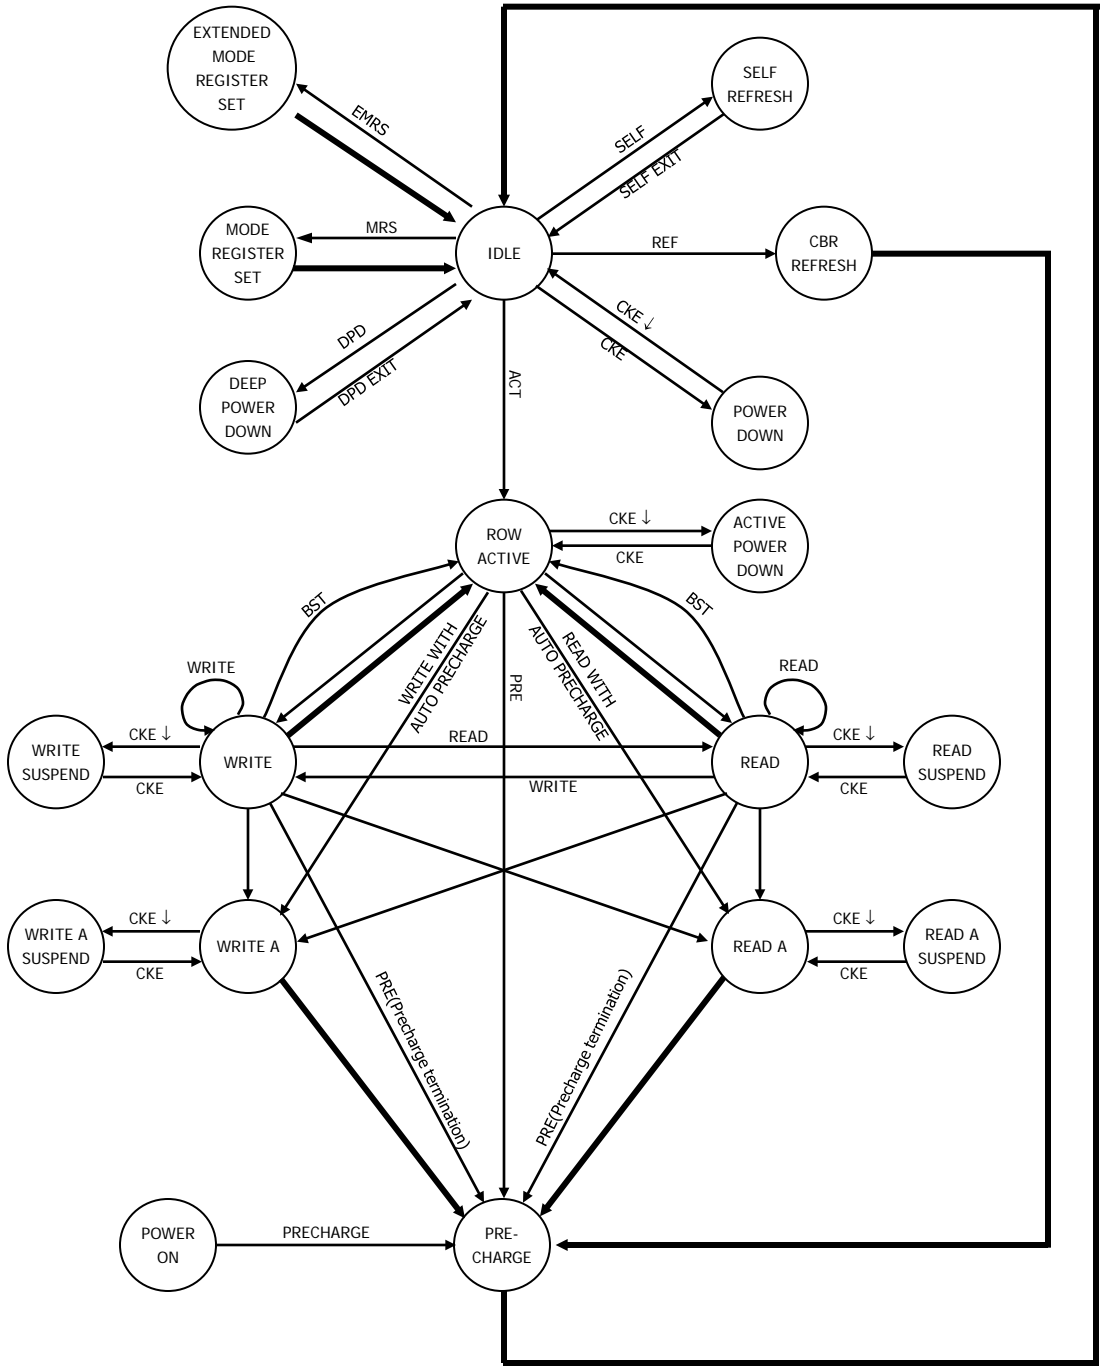 EXTENDED
MODE
REGISTER
SET
SELF
REFRESH
EMRS
SELF
SELF EXIT
MODE
REGISTER
SET
MRS
IDLE
REF
CBR
REFRESH
DPD
DPD EXIT
CKE ↓
CKE
ACT
DEEP
POWER
DOWN
POWER
DOWN
ROW
ACTIVE
CKE ↓
CKE
ACTIVE
POWER
DOWN
BST
BST
WRITE WITH
AUTO PRECHARGE
PRE
READ WITH
AUTO PRECHARGE
WRITE
READ
WRITE
SUSPEND
CKE ↓
CKE
WRITE
READ
WRITE
READ
CKE ↓
CKE
READ
SUSPEND
WRITE A
SUSPEND
CKE ↓
CKE
WRITE A
READ A
CKE ↓
CKE
READ A
SUSPEND
PRE(Precharge termination)
PRE(Precharge termination)
POWER
ON
PRECHARGE
PRE-
CHARGE